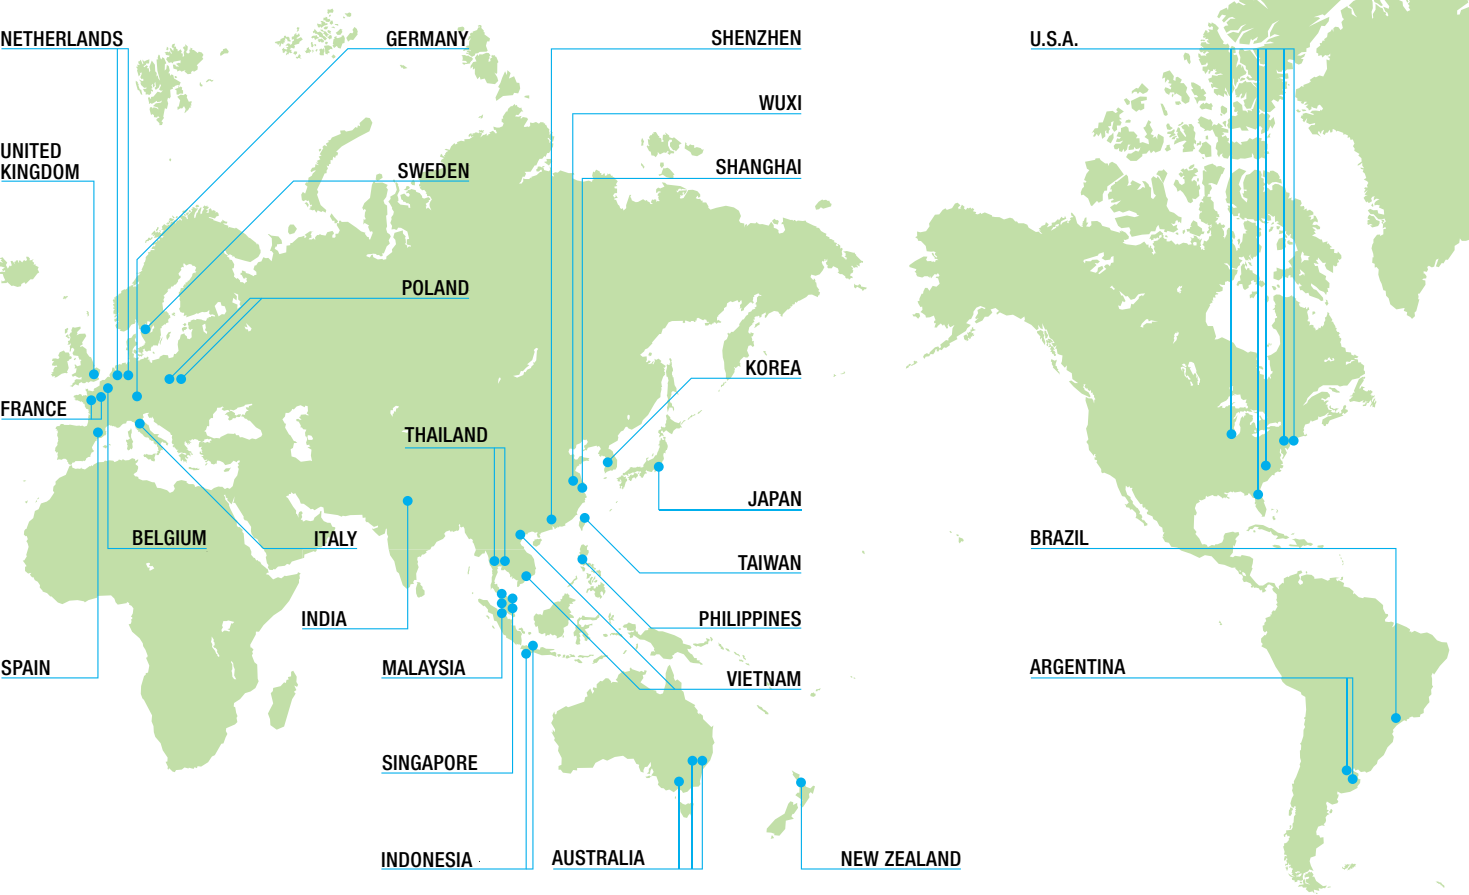 NETHERLANDS
GERMANY
SHENZHEN
U.S.A.
WUXI
UNITED
KINGDOM
SWEDEN
SHANGHAI
POLAND
KOREA
FRANCE
THAILAND
JAPAN
BELGIUM
ITALY
BRAZIL
TAIWAN
INDIA
PHILIPPINES
SPAIN
MALAYSIA
VIETNAM
ARGENTINA
SINGAPORE
INDONESIA
AUSTRALIA
NEW ZEALAND